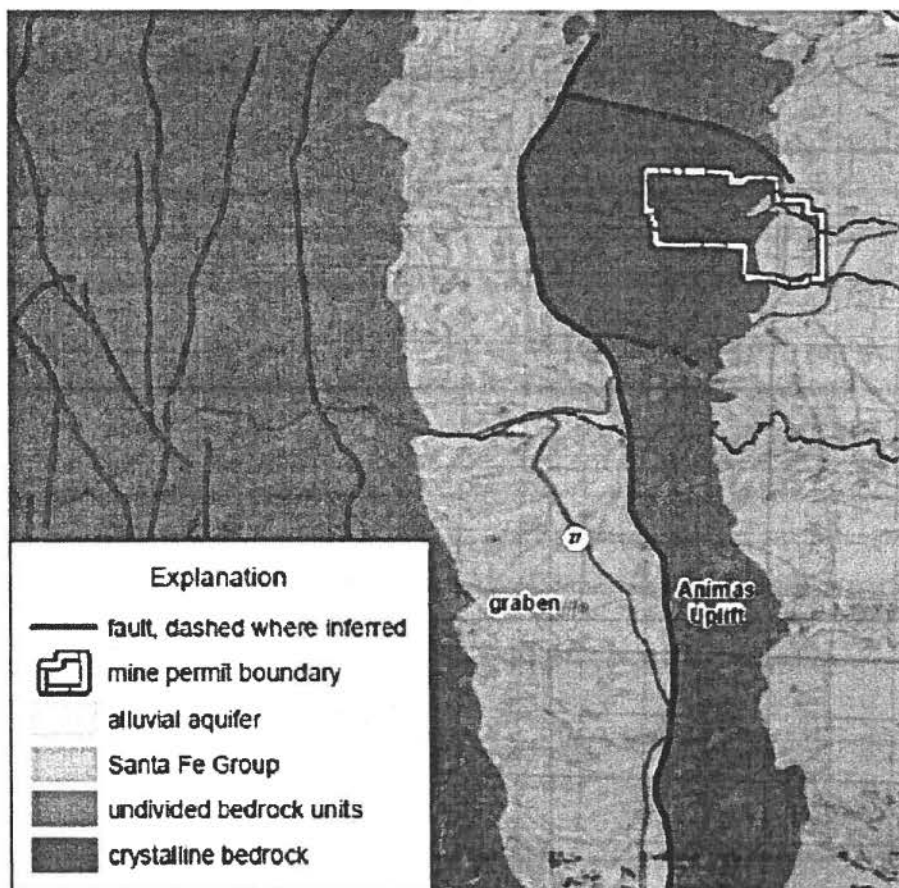 27
graben
Animas
Uplift
Explanation
fault, dashed where inferred
mine permit boundary
alluvial aquifer
Santa Fe Group
undivided bedrock units
crystalline bedrock